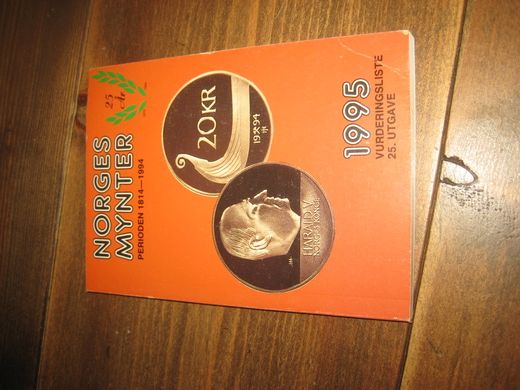 NORGES
MYNTER
PERIODEN 1814—1994
25
År
20 KR
1994
HARALD V
NORGES KONGE
1995
VURDERINGSLISTE
25. UTGAVE